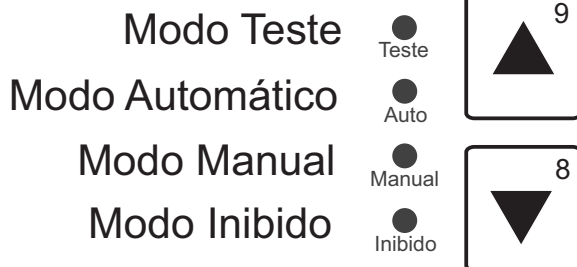 Modo Teste
Teste
9
Modo Automático
Auto
Modo Manual
Manual
8
Modo Inibido
Inibido